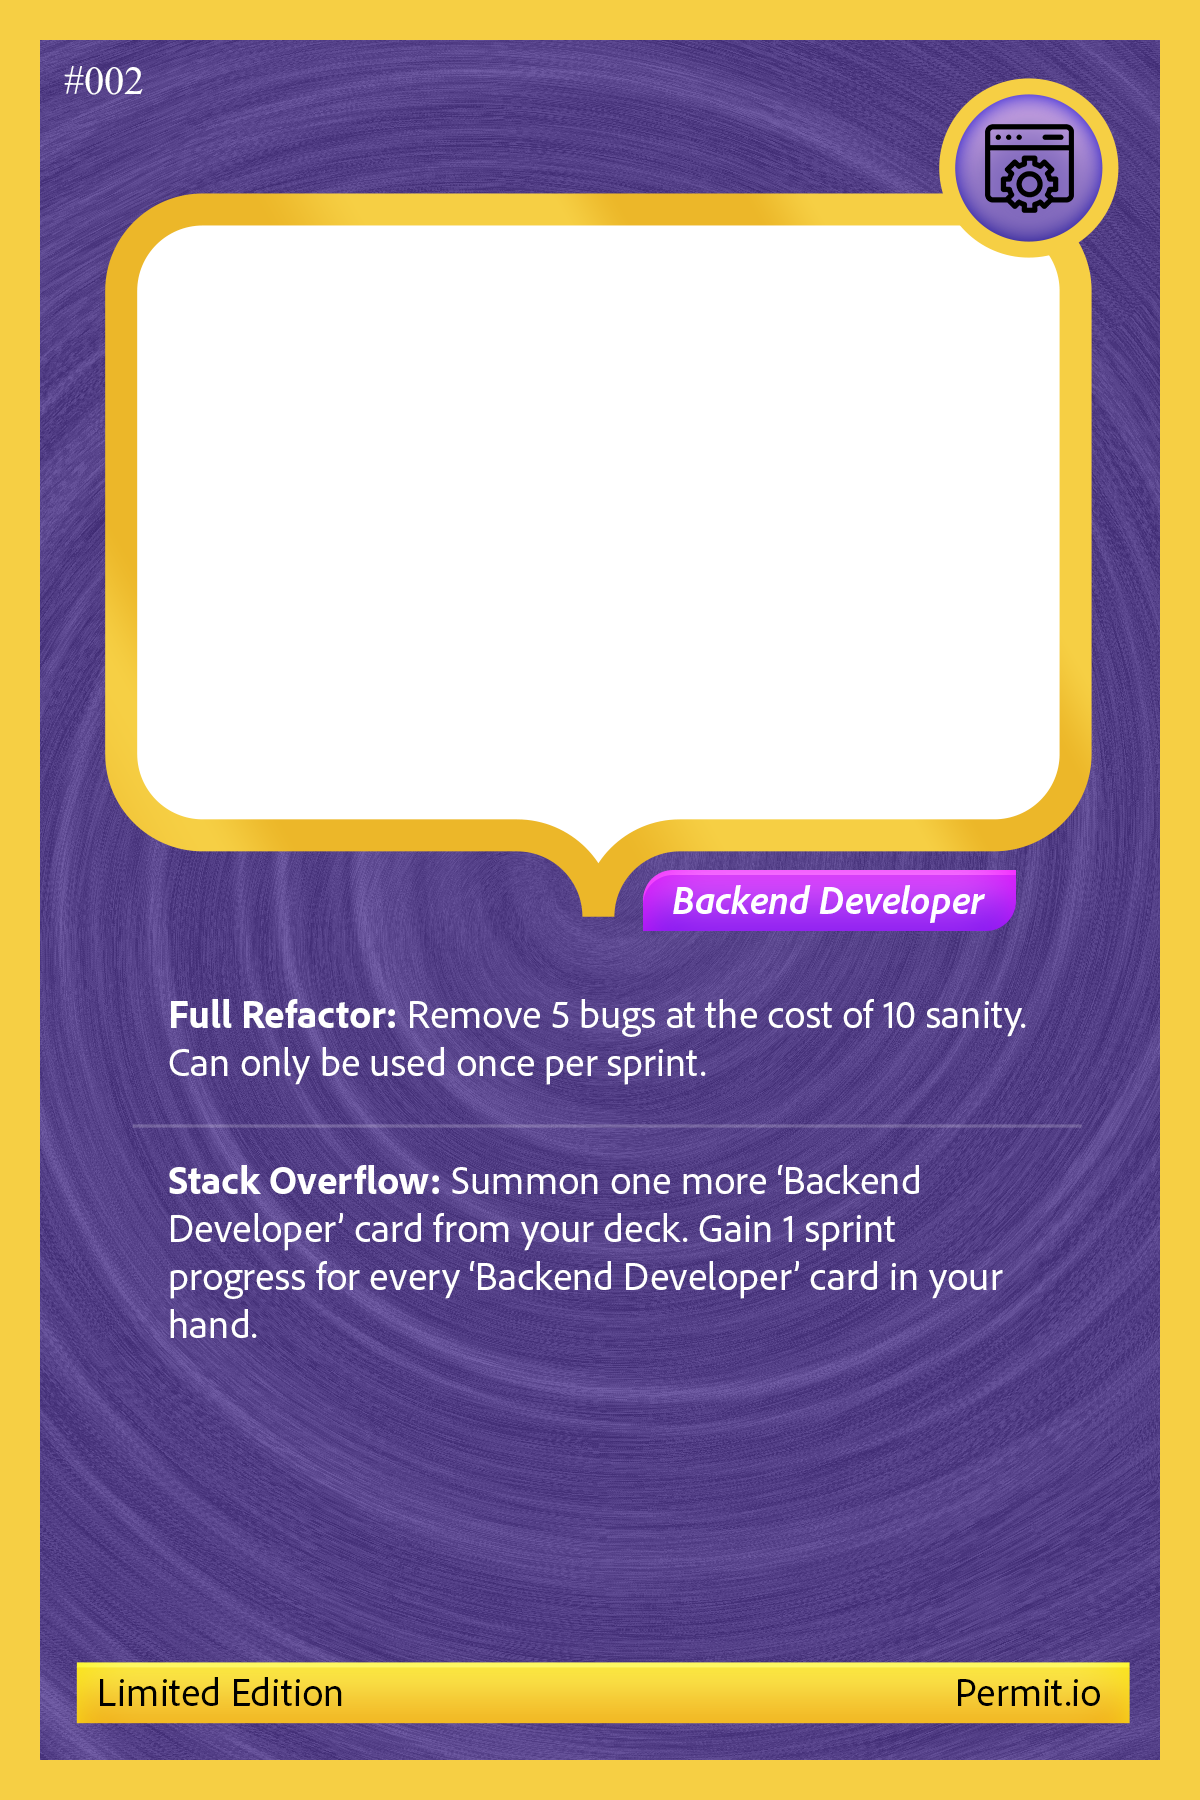 #002
Backend Developer
Full Refactor: Remove 5 bugs at the cost of 10 sanity.
Can only be used once per sprint.
Stack Overflow: Summon one more ‘Backend
Developer’ card from your deck. Gain 1 sprint
progress for every ‘Backend Developer’ card in your
hand.
Limited Edition
Permit.io